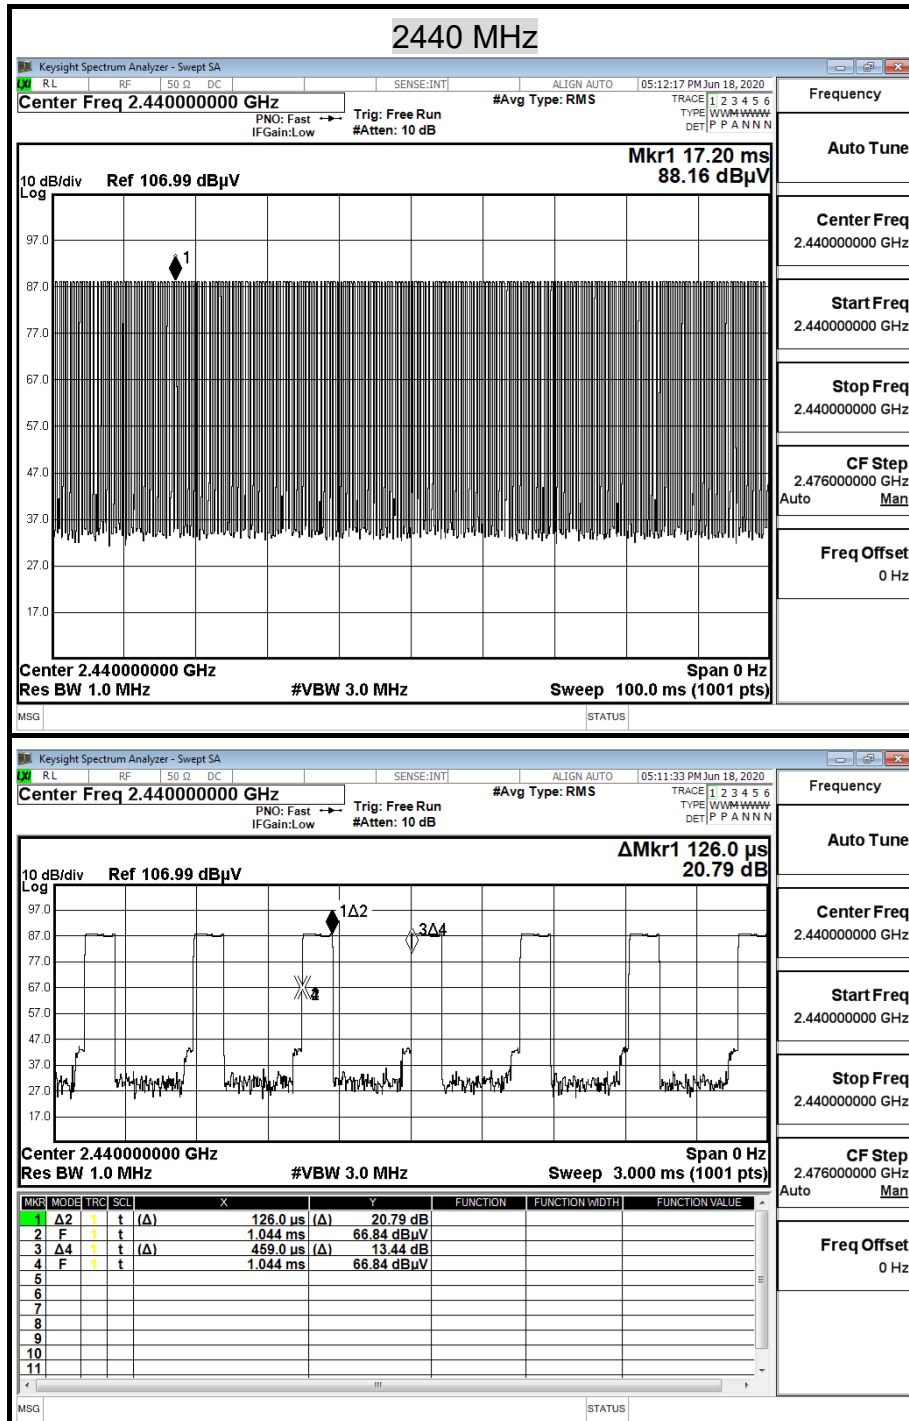 2440 MHz
Keysight Spectrum Analyzer - Swept SA
LXI RL RF 50 Ω DC SENSE:INT ALIGN AUTO 05:12:17 PM Jun 18, 2020
Center Freq 2.440000000 GHz #Avg Type: RMS TRACE 1 2 3 4 5 6
PNO: Fast Trig: Free Run TYPE WWMWWWW
IFGain:Low #Atten: 10 dB DET P P A N N N
Mkr1 17.20 ms
88.16 dBµV
10 dB/div Ref 106.99 dBµV
Log
1
97.0
87.0
77.0
67.0
57.0
47.0
37.0
27.0
17.0
Center 2.440000000 GHz Span 0 Hz
Res BW 1.0 MHz #VBW 3.0 MHz Sweep 100.0 ms (1001 pts)
MSG STATUS
Frequency
Auto Tune
Center Freq
2.440000000 GHz
Start Freq
2.440000000 GHz
Stop Freq
2.440000000 GHz
CF Step
2.476000000 GHz
Auto Man
Freq Offset
0 Hz
Keysight Spectrum Analyzer - Swept SA
LXI RL RF 50 Ω DC SENSE:INT ALIGN AUTO 05:11:33 PM Jun 18, 2020
Center Freq 2.440000000 GHz #Avg Type: RMS TRACE 1 2 3 4 5 6
PNO: Fast Trig: Free Run TYPE WWMWWWW
IFGain:Low #Atten: 10 dB DET P P A N N N
ΔMkr1 126.0 µs
20.79 dB
10 dB/div Ref 106.99 dBµV
Log
1Δ2
3Δ4
97.0
87.0
77.0
67.0
57.0
47.0
37.0
27.0
17.0
Center 2.440000000 GHz Span 0 Hz
Res BW 1.0 MHz #VBW 3.0 MHz Sweep 3.000 ms (1001 pts)
MKR MODE TRC SCL X Y FUNCTION FUNCTION WIDTH FUNCTION VALUE
1 Δ2 1 t (Δ) 126.0 µs (Δ) 20.79 dB
2 F 1 t 1.044 ms 66.84 dBµV
3 Δ4 1 t (Δ) 459.0 µs (Δ) 13.44 dB
4 F 1 t 1.044 ms 66.84 dBµV
5
6
7
8
9
10
11
MSG STATUS
Frequency
Auto Tune
Center Freq
2.440000000 GHz
Start Freq
2.440000000 GHz
Stop Freq
2.440000000 GHz
CF Step
2.476000000 GHz
Auto Man
Freq Offset
0 Hz